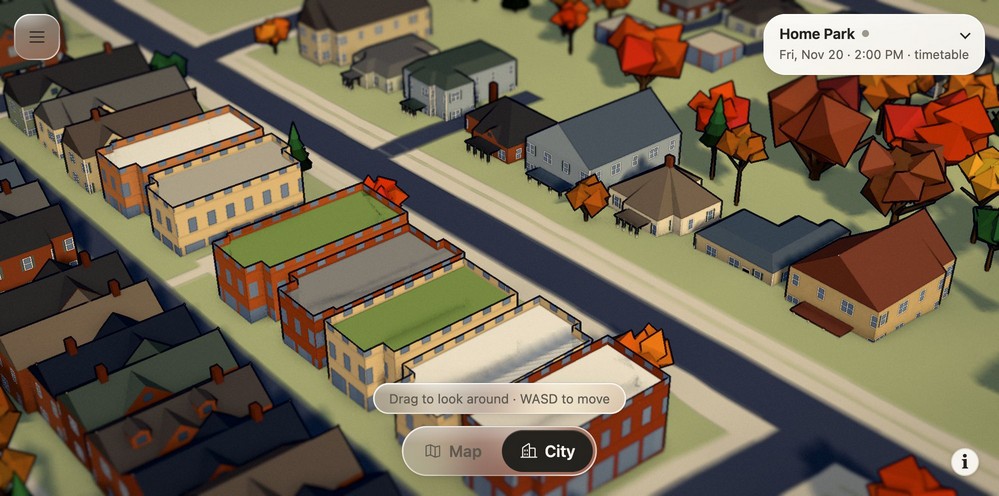 Home Park
Fri, Nov 20 · 2:00 PM · timetable
Drag to look around · WASD to move
Map
City
i